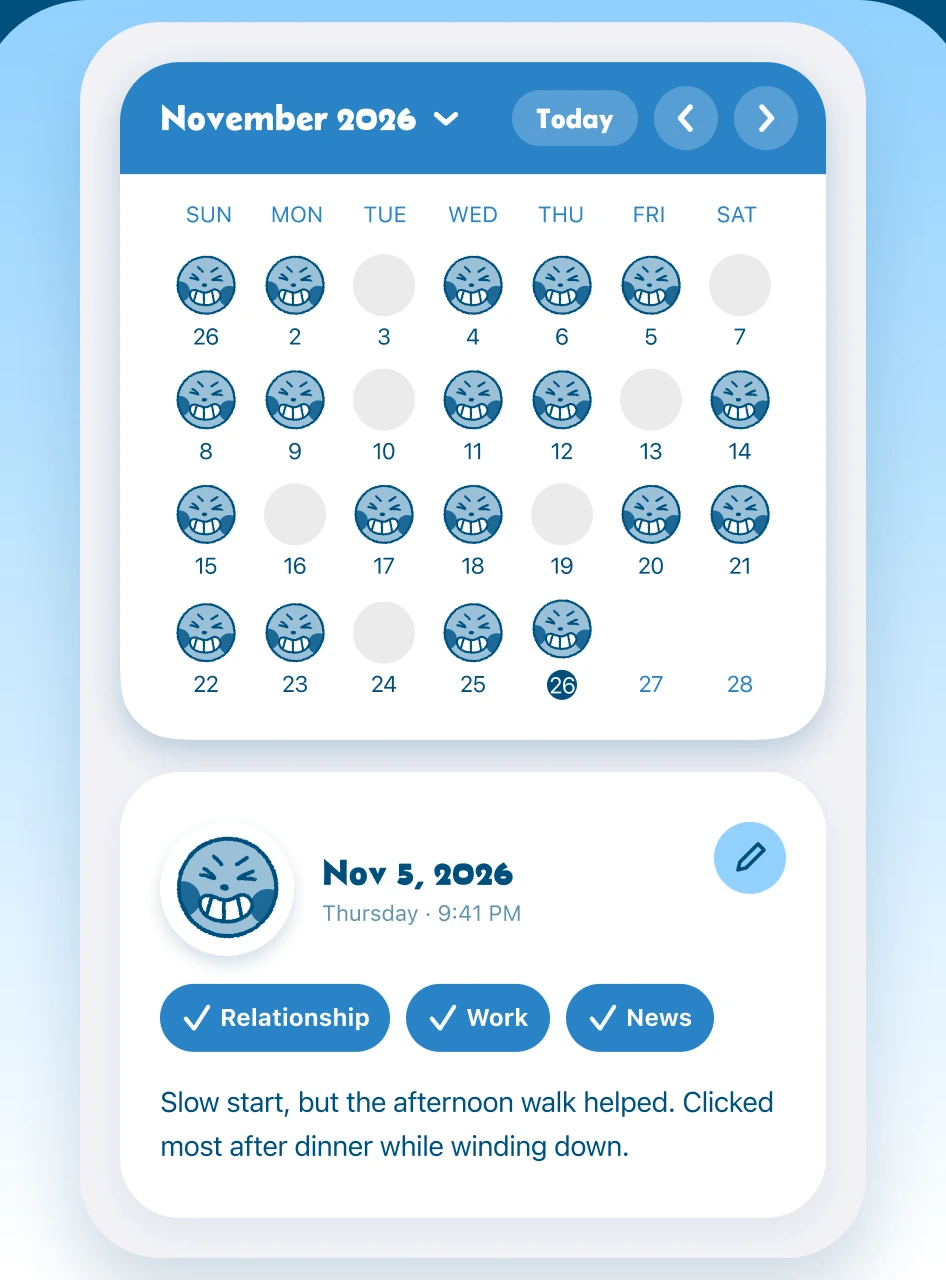 November 2026
Today
SUN MON TUE WED THU FRI SAT
26 2 3 4 6 5 7
8 9 10 11 12 13 14
15 16 17 18 19 20 21
22 23 24 25 26 27 28
Nov 5, 2026
Thursday · 9:41 PM
Relationship Work News
Slow start, but the afternoon walk helped. Clicked
most after dinner while winding down.